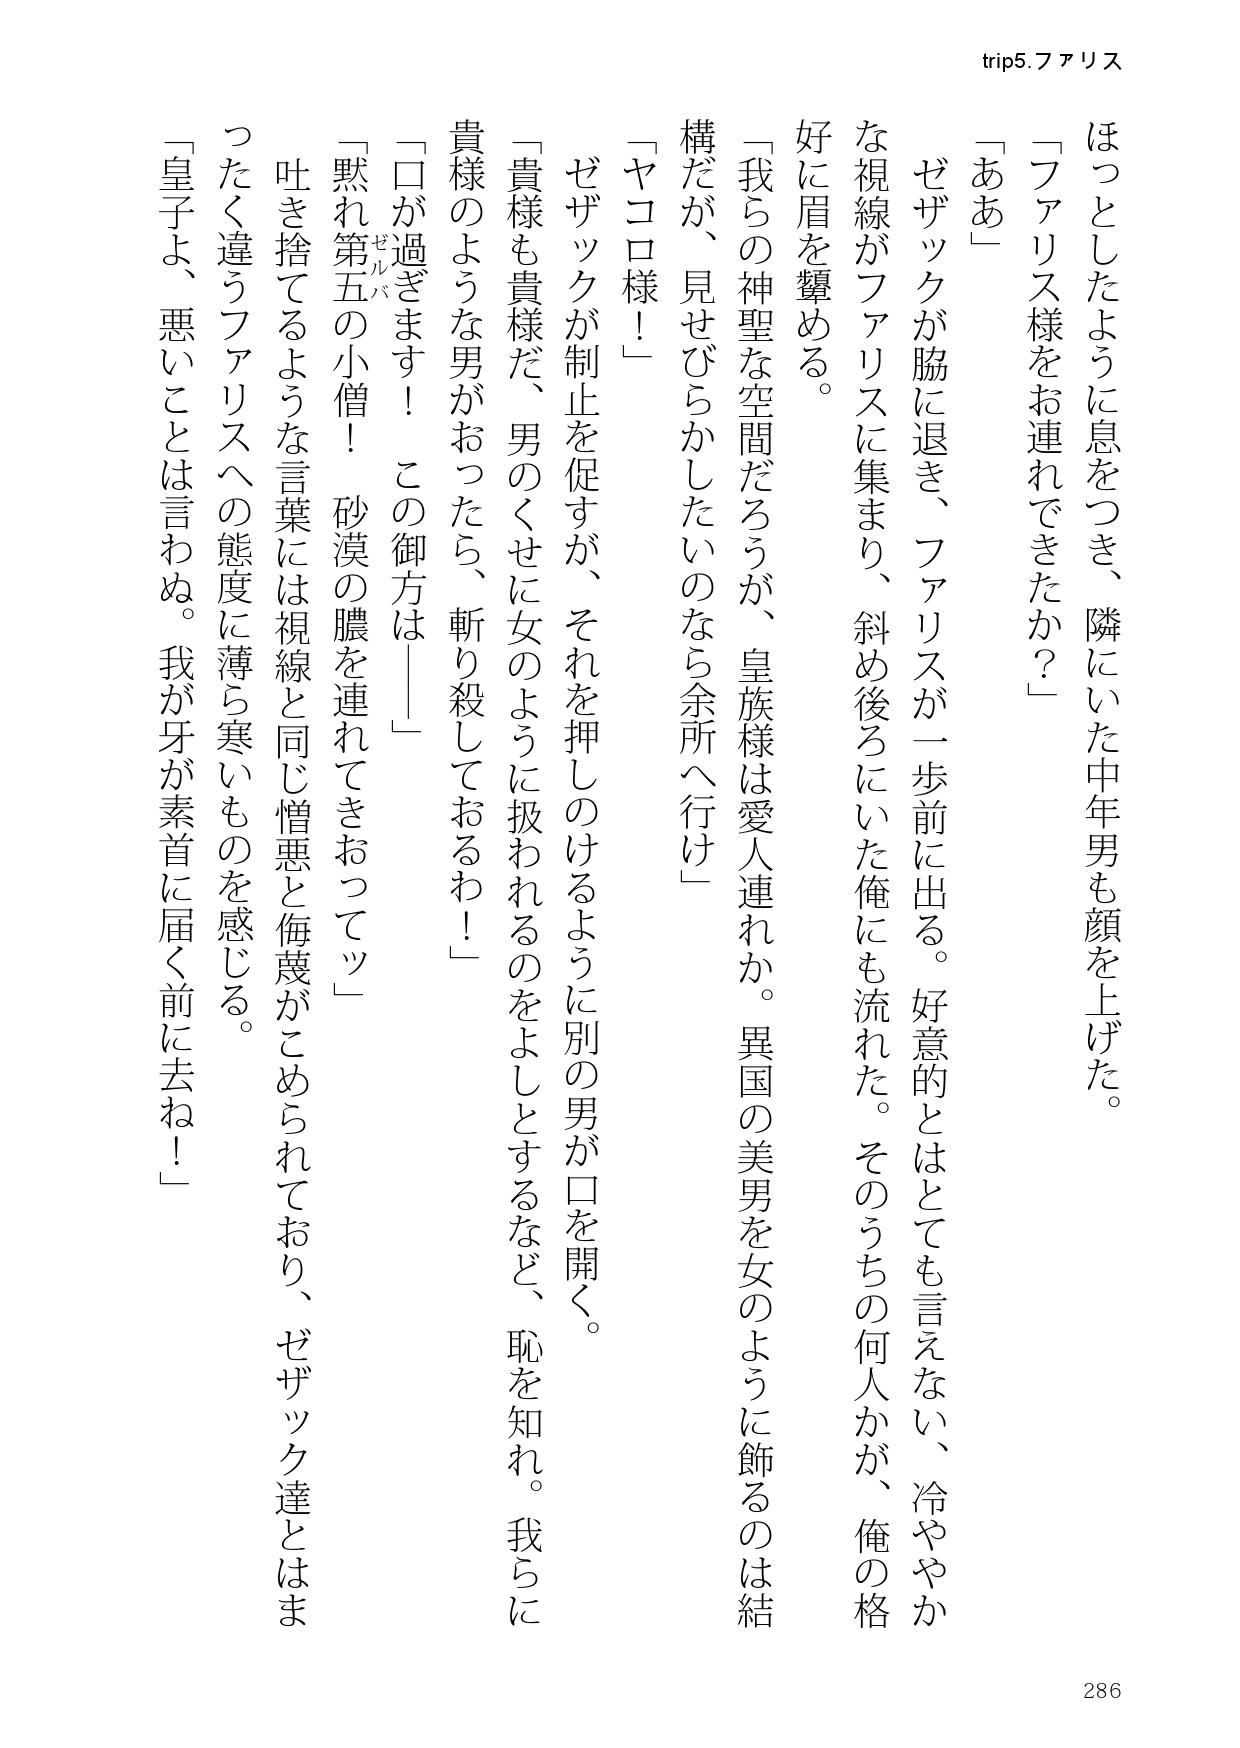 trip5.ファリス
ほっとしたように息をつき、隣にいた中年男も顔を上げた。
「ファリス様をお連れできたか？」
「ああ」
　ゼザックが脇に退き、ファリスが一歩前に出る。好意的とはとても言えない、冷ややか
な視線がファリスに集まり、斜め後ろにいた俺にも流れた。そのうちの何人かが、俺の格
好に眉を顰める。
「我らの神聖な空間だろうが、皇族様は愛人連れか。異国の美男を女のように飾るのは結
構だが、見せびらかしたいのなら余所へ行け」
「ヤコロ様！」
　ゼザックが制止を促すが、それを押しのけるように別の男が口を開く。
「貴様も貴様だ、男のくせに女のように扱われるのをよしとするなど、恥を知れ。我らに
貴様のような男がおったら、斬り殺しておるわ！」
「口が過ぎます！　この御方は――」
「黙れ第五の小僧！　砂漠の膿を連れてきおってッ」
ゼルバ
　吐き捨てるような言葉には視線と同じ憎悪と侮蔑がこめられており、ゼザック達とはま
ったく違うファリスへの態度に薄ら寒いものを感じる。
「皇子よ、悪いことは言わぬ。我が牙が素首に届く前に去ね！」
286